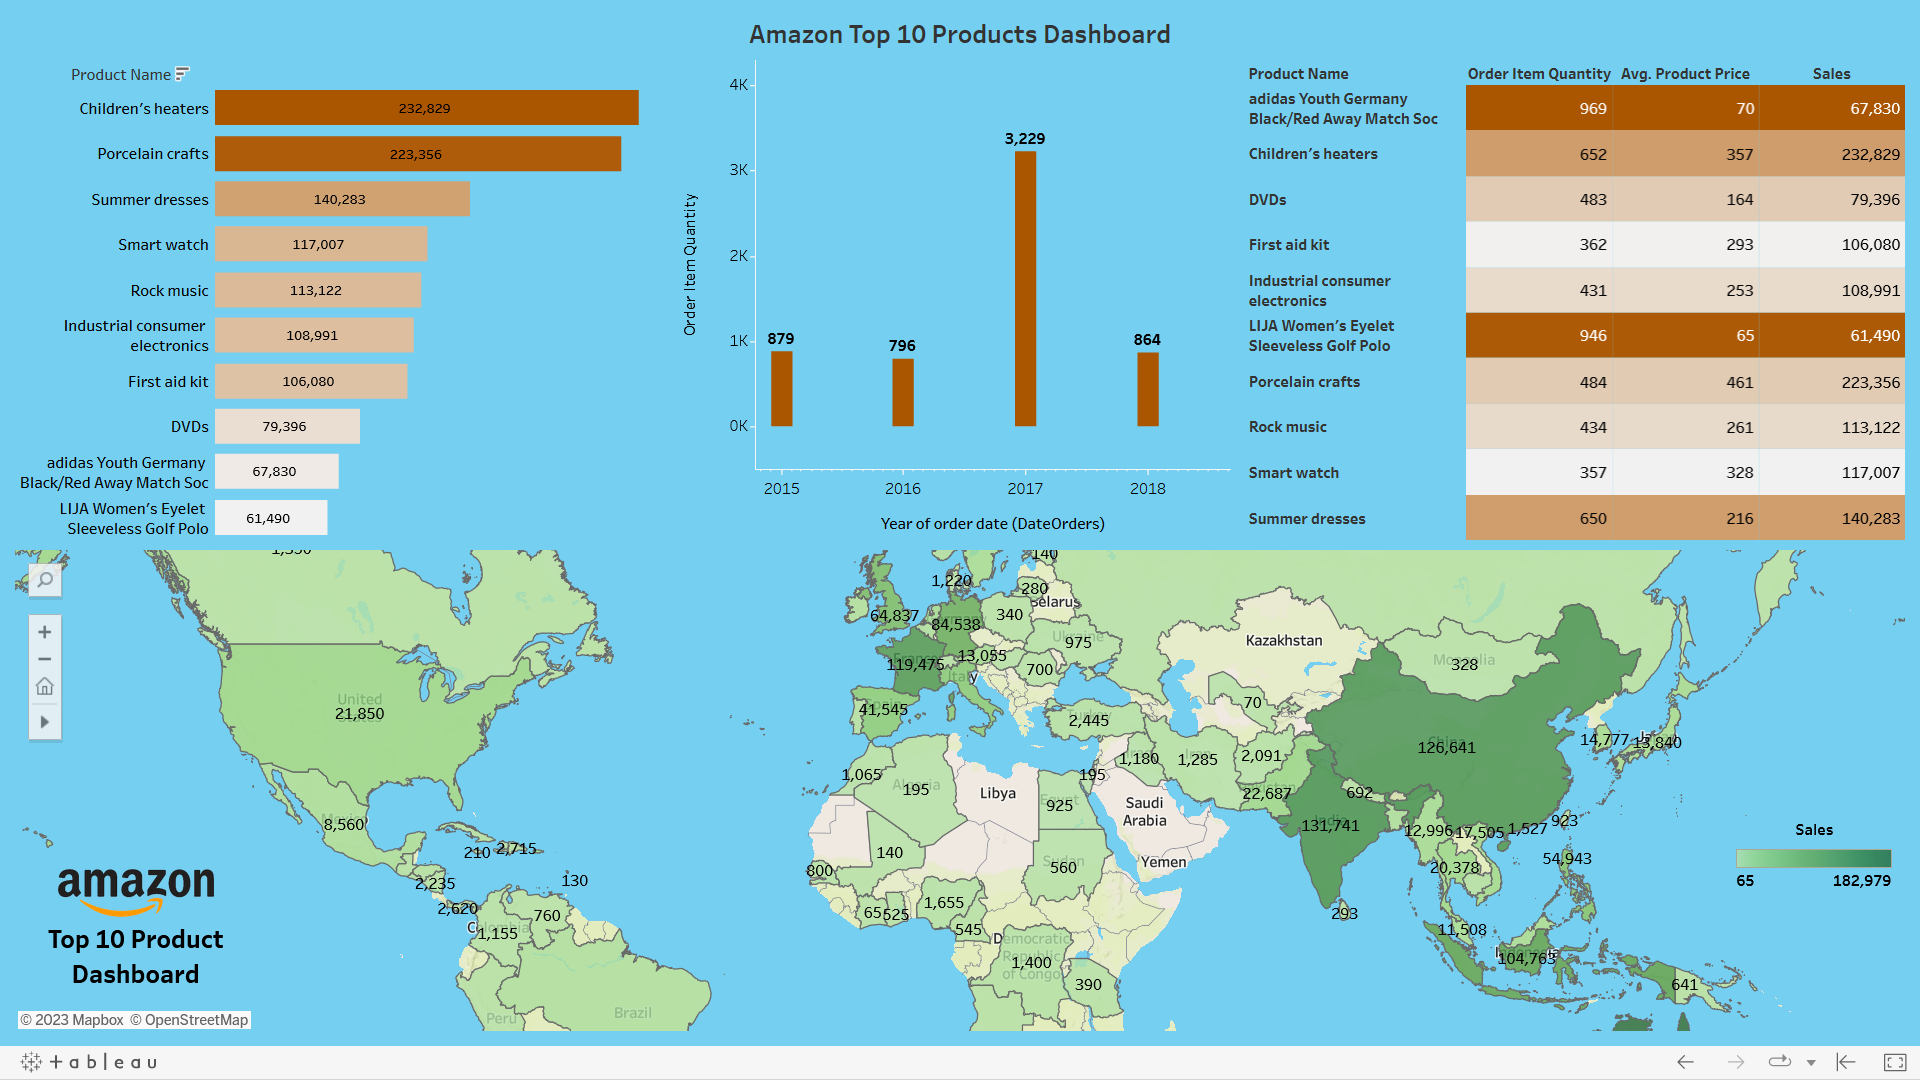 Amazon Top 10 Products Dashboard
Product Name
Children's heaters
232,829
Porcelain crafts
223,356
Summer dresses
140,283
Smart watch
117,007
Rock music
113,122
Industrial consumer
electronics
108,991
First aid kit
106,080
DVDs
79,396
adidas Youth Germany
Black/Red Away Match Soc
67,830
LIJA Women's Eyelet
Sleeveless Golf Polo
61,490
Order Item Quantity
4K
3K
2K
1K
0K
879
796
3,229
864
2015
2016
2017
2018
Year of order date (DateOrders)
Product Name Order Item Quantity Avg. Product Price Sales
adidas Youth Germany
Black/Red Away Match Soc
969 70 67,830
Children's heaters 652 357 232,829
DVDs 483 164 79,396
First aid kit 362 293 106,080
Industrial consumer
electronics
431 253 108,991
LIJA Women's Eyelet
Sleeveless Golf Polo
946 65 61,490
Porcelain crafts 484 461 223,356
Rock music 434 261 113,122
Smart watch 357 328 117,007
Summer dresses 650 216 140,283
140
1,220
280
Belarus
64,837
84,538
340
Ukraine
975
Kazakhstan
France
119,475
13,055
700
Mongolia
328
United
21,850
41,545
70
Turkey
2,445
China
126,641
14,777
13,840
1,180
Iran
1,285
2,091
1,065
Algeria
195
Libya
Egypt
925
195
Saudi
Arabia
22,687
692
India
131,741
Mexico
8,560
12,996
17,505
1,527
923
210
2,715
140
Sudan
560
Yemen
20,378
54,943
800
2,235
130
2,620
760
Colombia
1,155
65
525
1,655
545
293
11,508
Democratic
Republic
of Congo
1,400
390
Indonesia
104,763
641
Peru
Brazil
Sales
65
182,979
amazon
Top 10 Product
Dashboard
© 2023 Mapbox © OpenStreetMap
+ableau